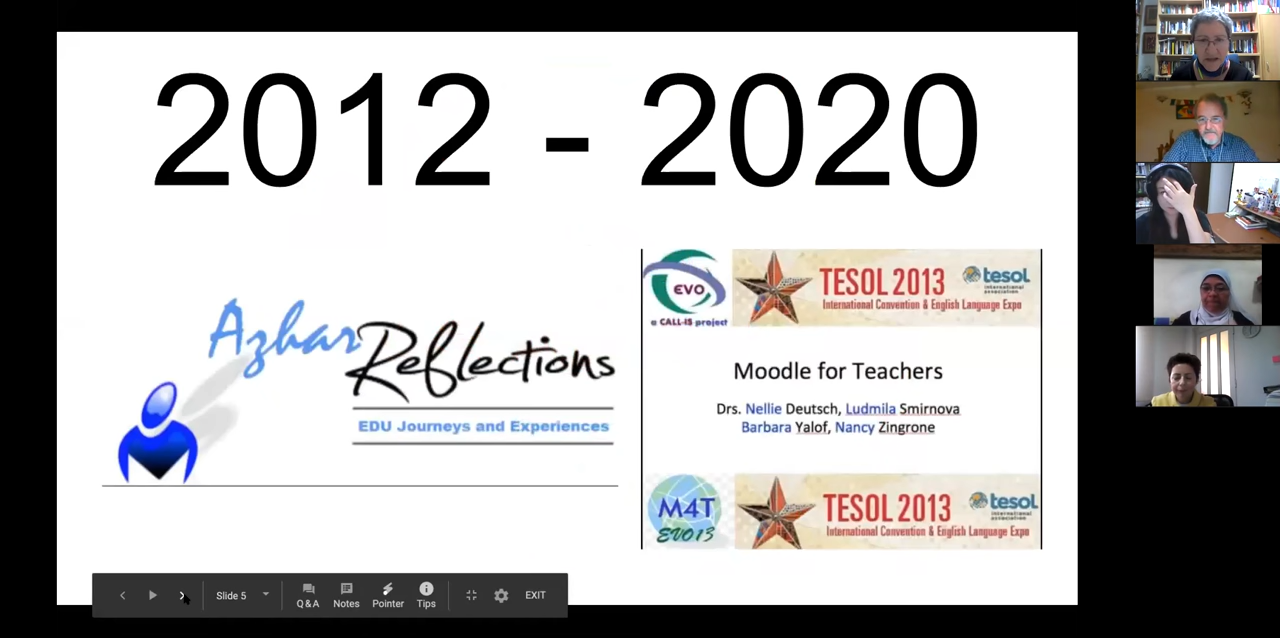 2012 - 2020
Azhar Reflections
EDU Journeys and Experiences
EVO
a CALL-IS project
TESOL 2013
International Convention & English Language Expo
tesol
international
association
Moodle for Teachers
Drs. Nellie Deutsch, Ludmila Smirnova
Barbara Yalof, Nancy Zingrone
M4T
EVO13
TESOL 2013
International Convention & English Language Expo
tesol
international
association
Slide 5
Q&A
Notes
Pointer
Tips
EXIT